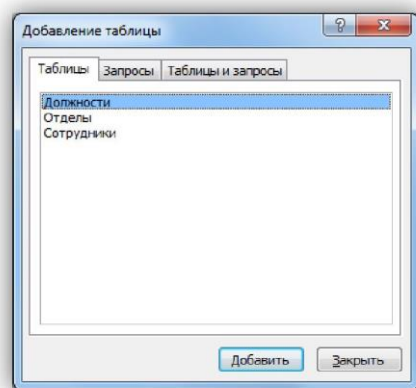 Добавление таблицы
Таблицы Запросы Таблицы и запросы
Должности
Отделы
Сотрудники
Добавить Закрыть